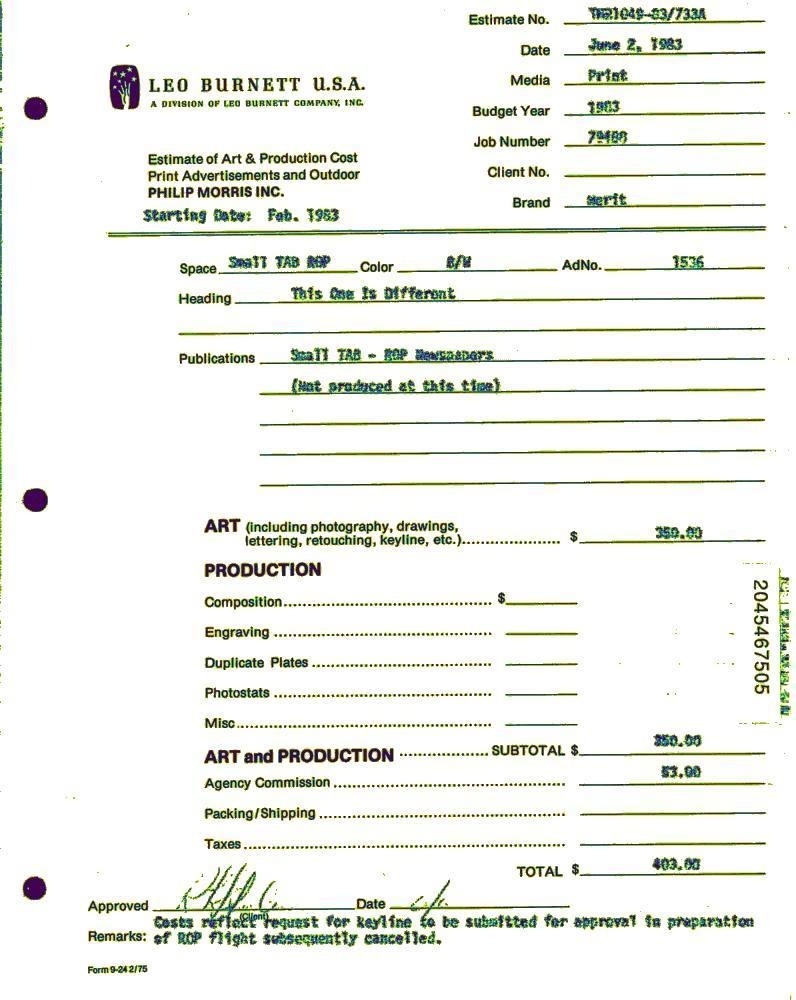 Estimate No. TMR1049-83/733A
Date June 2, 1983
Media Print
LEO BURNETT U.S.A.
A DIVISION OF LEO BURNETT COMPANY, INC.
Budget Year 1983
Job Number 79488
Estimate of Art & Production Cost
Print Advertisements and Outdoor
Client No.
PHILIP MORRIS INC.
Brand Merit
Starting Date: Feb. 1983
Space Small TAB ROP Color B/W AdNo. 1536
Heading This One Is Different
Publications Small TAB - ROP Newspapers
(Not produced at this time)
ART (including photography, drawings,
lettering, retouching, keyline, etc.).................... $ 350.00
PRODUCTION
Composition.......................................... $
Engraving ............................................
Duplicate Plates ....................................
Photostats ............................................
Misc...................................................
ART and PRODUCTION .................. SUBTOTAL $ 350.00
Agency Commission ................................................ 53.00
Packing/Shipping ...................................................
Taxes..................................................................
TOTAL $ 403.00
Approved Date
(Client)
Costs reflect request for keyline to be submitted for approval in preparation
Remarks: of ROP flight subsequently cancelled.
Form 9-24 2/75
2045467505